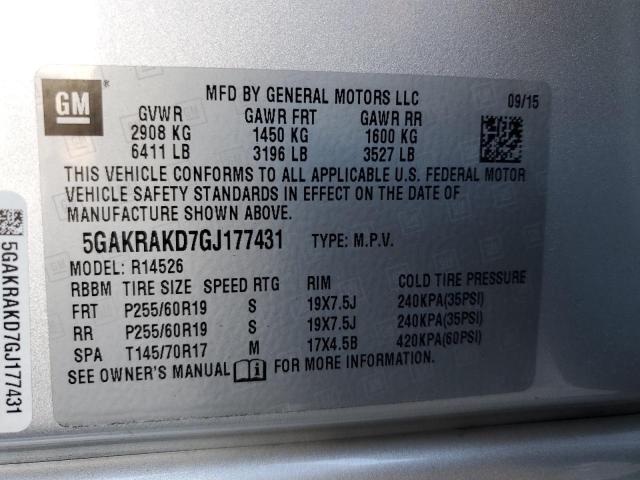 GM
®
MFD BY GENERAL MOTORS LLC 09/15
GVWR GAWR FRT GAWR RR
2908 KG 1450 KG 1600 KG
6411 LB 3196 LB 3527 LB
THIS VEHICLE CONFORMS TO ALL APPLICABLE U.S. FEDERAL MOTOR
VEHICLE SAFETY STANDARDS IN EFFECT ON THE DATE OF
MANUFACTURE SHOWN ABOVE.
5GAKRAKD7GJ177431 TYPE: M.P.V.
MODEL: R14526
RBBM TIRE SIZE SPEED RTG RIM COLD TIRE PRESSURE
FRT P255/60R19 S 19X7.5J 240KPA(35PSI)
RR P255/60R19 S 19X7.5J 240KPA(35PSI)
SPA T145/70R17 M 17X4.5B 420KPA(60PSI)
SEE OWNER'S MANUAL i FOR MORE INFORMATION.
5GAKRAKD7GJ177431